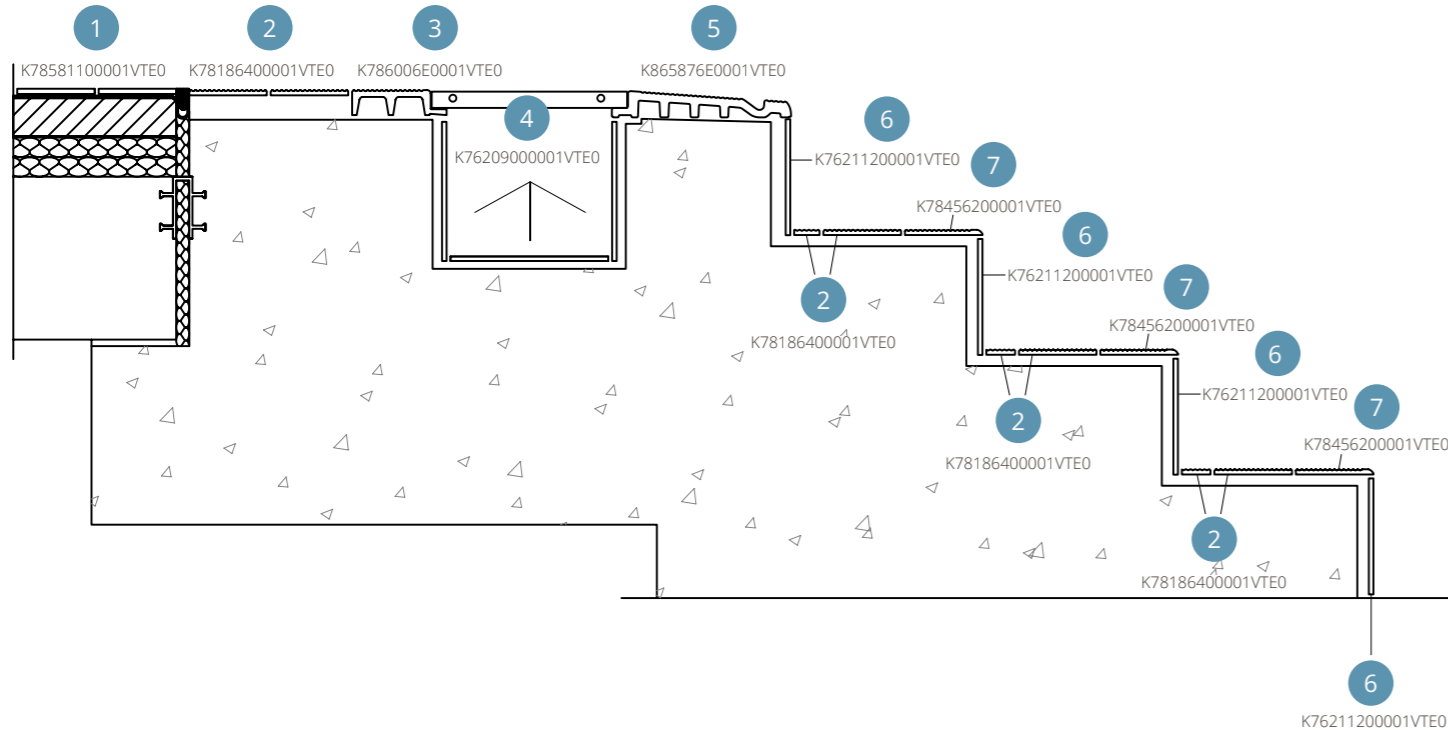 1
K78581100001VTE0
2
K78186400001VTE0
3
K786006E0001VTE0
4
K76209000001VTE0
5
K865876E0001VTE0
6
K76211200001VTE0
7
K78456200001VTE0
2
K78186400001VTE0
6
K76211200001VTE0
7
K78456200001VTE0
2
K78186400001VTE0
6
K76211200001VTE0
7
K78456200001VTE0
2
K78186400001VTE0
6
K76211200001VTE0